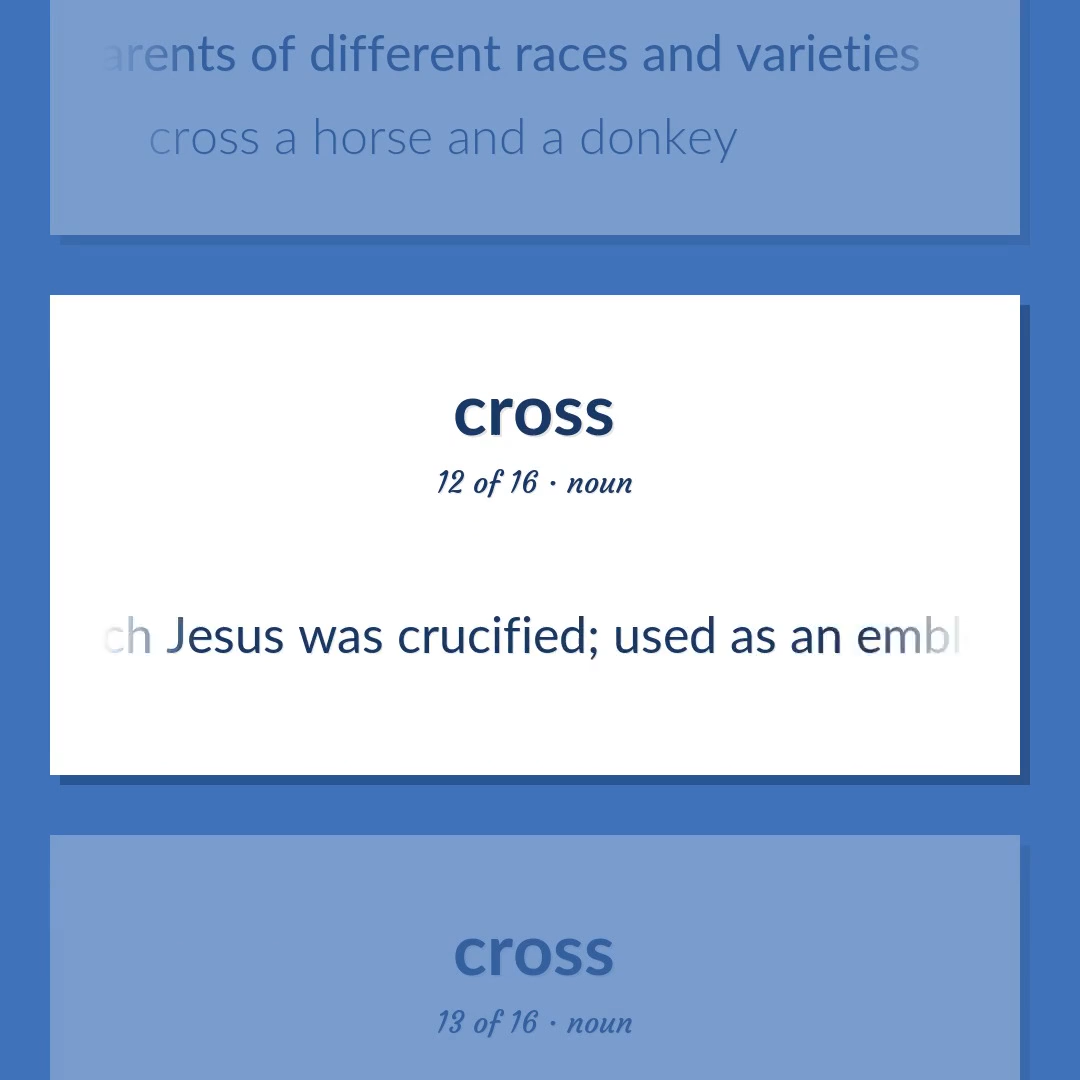 arents of different races and varieties
cross a horse and a donkey
cross
12 of 16 · noun
ch Jesus was crucified; used as an embl
cross
13 of 16 · noun